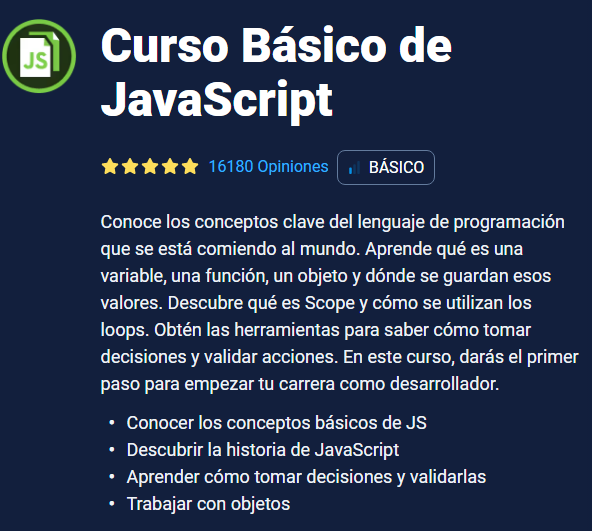 JS
Curso Básico de
JavaScript
16180 Opiniones
BÁSICO
Conoce los conceptos clave del lenguaje de programación
que se está comiendo al mundo. Aprende qué es una
variable, una función, un objeto y dónde se guardan esos
valores. Descubre qué es Scope y cómo se utilizan los
loops. Obtén las herramientas para saber cómo tomar
decisiones y validar acciones. En este curso, darás el primer
paso para empezar tu carrera como desarrollador.
• Conocer los conceptos básicos de JS
• Descubrir la historia de JavaScript
• Aprender cómo tomar decisiones y validarlas
• Trabajar con objetos